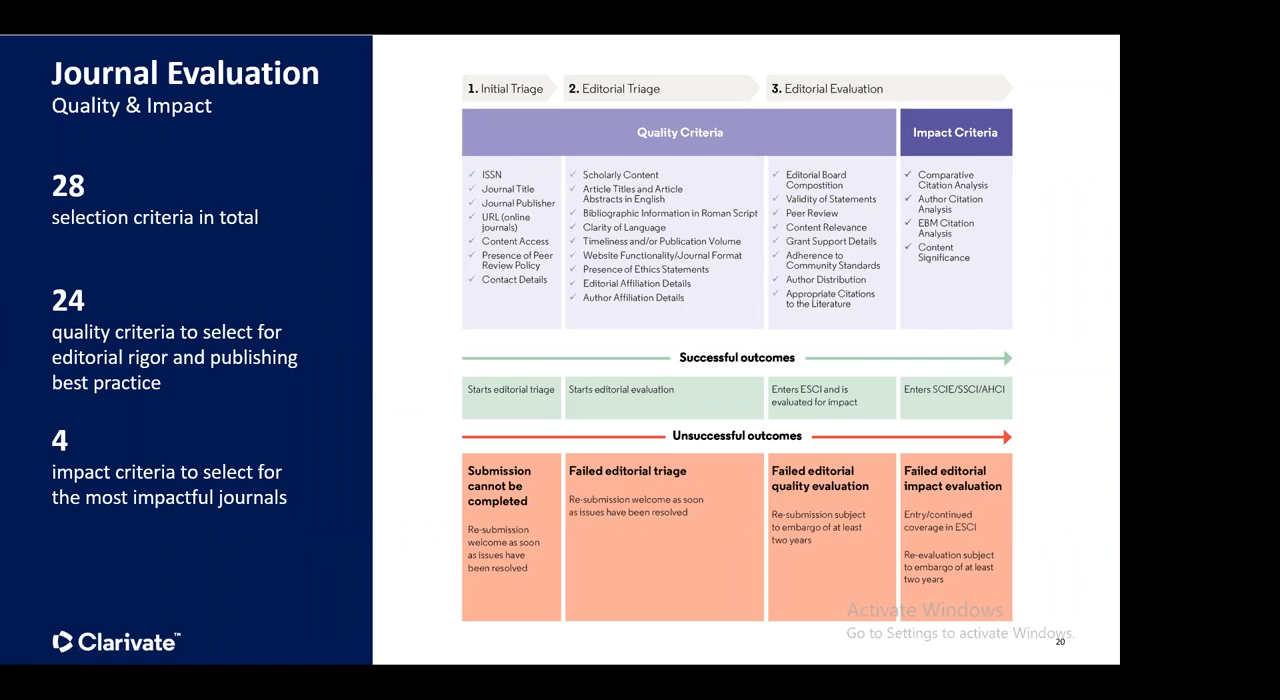 Journal Evaluation
Quality & Impact
28
selection criteria in total
24
quality criteria to select for
editorial rigor and publishing
best practice
4
impact criteria to select for
the most impactful journals
Clarivate™
1. Initial Triage
2. Editorial Triage
3. Editorial Evaluation
Quality Criteria
Impact Criteria
✓ ISSN
✓ Journal Title
✓ Journal Publisher
✓ URL (online
journals)
✓ Content Access
✓ Presence of Peer
Review Policy
✓ Contact Details
✓ Scholarly Content
✓ Article Titles and Article
Abstracts in English
✓ Bibliographic Information in Roman Script
✓ Clarity of Language
✓ Timeliness and/or Publication Volume
✓ Website Functionality/Journal Format
✓ Presence of Ethics Statements
✓ Editorial Affiliation Details
✓ Author Affiliation Details
✓ Editorial Board
Compostition
✓ Validity of Statements
✓ Peer Review
✓ Content Relevance
✓ Grant Support Details
✓ Adherence to
Community Standards
✓ Author Distribution
✓ Appropriate Citations
to the Literature
✓ Comparative
Citation Analysis
✓ Author Citation
Analysis
✓ EBM Citation
Analysis
✓ Content
Significance
Successful outcomes
Starts editorial triage
Starts editorial evaluation
Enters ESCI and is
evaluated for impact
Enters SCIE/SSCI/AHCI
Unsuccessful outcomes
Submission
cannot be
completed
Re-submission
welcome as soon
as issues have
been resolved
Failed editorial triage
Re-submission welcome as soon
as issues have been resolved
Failed editorial
quality evaluation
Re-submission subject
to embargo of at least
two years
Failed editorial
impact evaluation
Entry/continued
coverage in ESCI
Re-evaluation subject
to embargo of at least
two years
Activate Windows
Go to Settings to activate Windows.
20